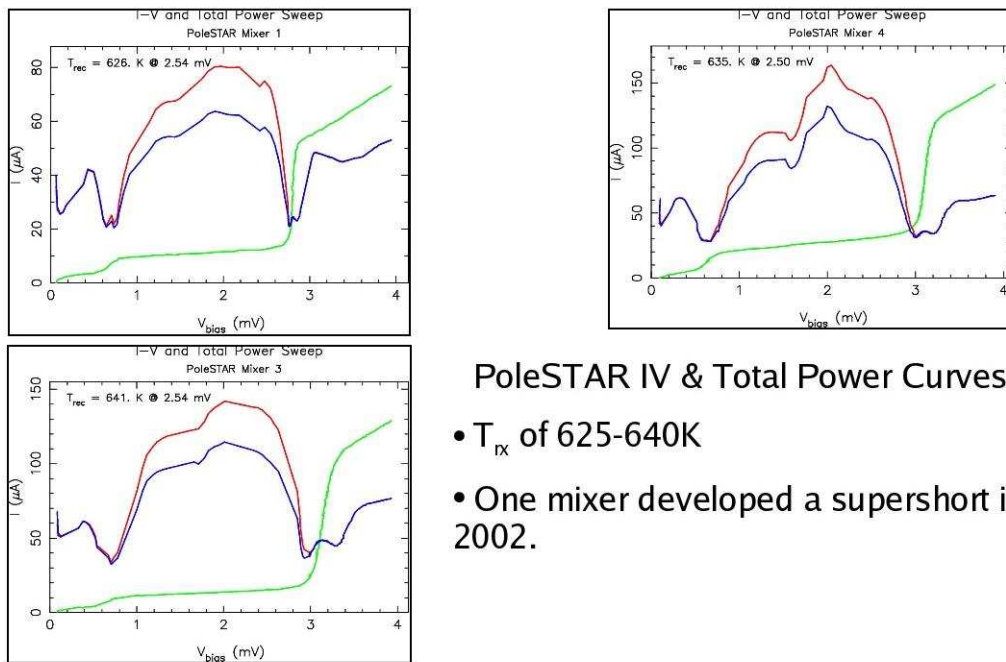 I-V and Total Power Sweep
PoleSTAR Mixer 1
T_rec = 626. K @ 2.54 mV
I (μA)
80
60
40
20
0
0 1 2 3 4
V_bias (mV)
I-V and Total Power Sweep
PoleSTAR Mixer 4
T_rec = 635. K @ 2.50 mV
I (μA)
150
100
50
0
0 1 2 3 4
V_bias (mV)
I-V and Total Power Sweep
PoleSTAR Mixer 3
T_rec = 641. K @ 2.54 mV
I (μA)
150
100
50
0
0 1 2 3 4
V_bias (mV)
PoleSTAR IV & Total Power Curves
• T_rx of 625-640K
• One mixer developed a supershort i
2002.